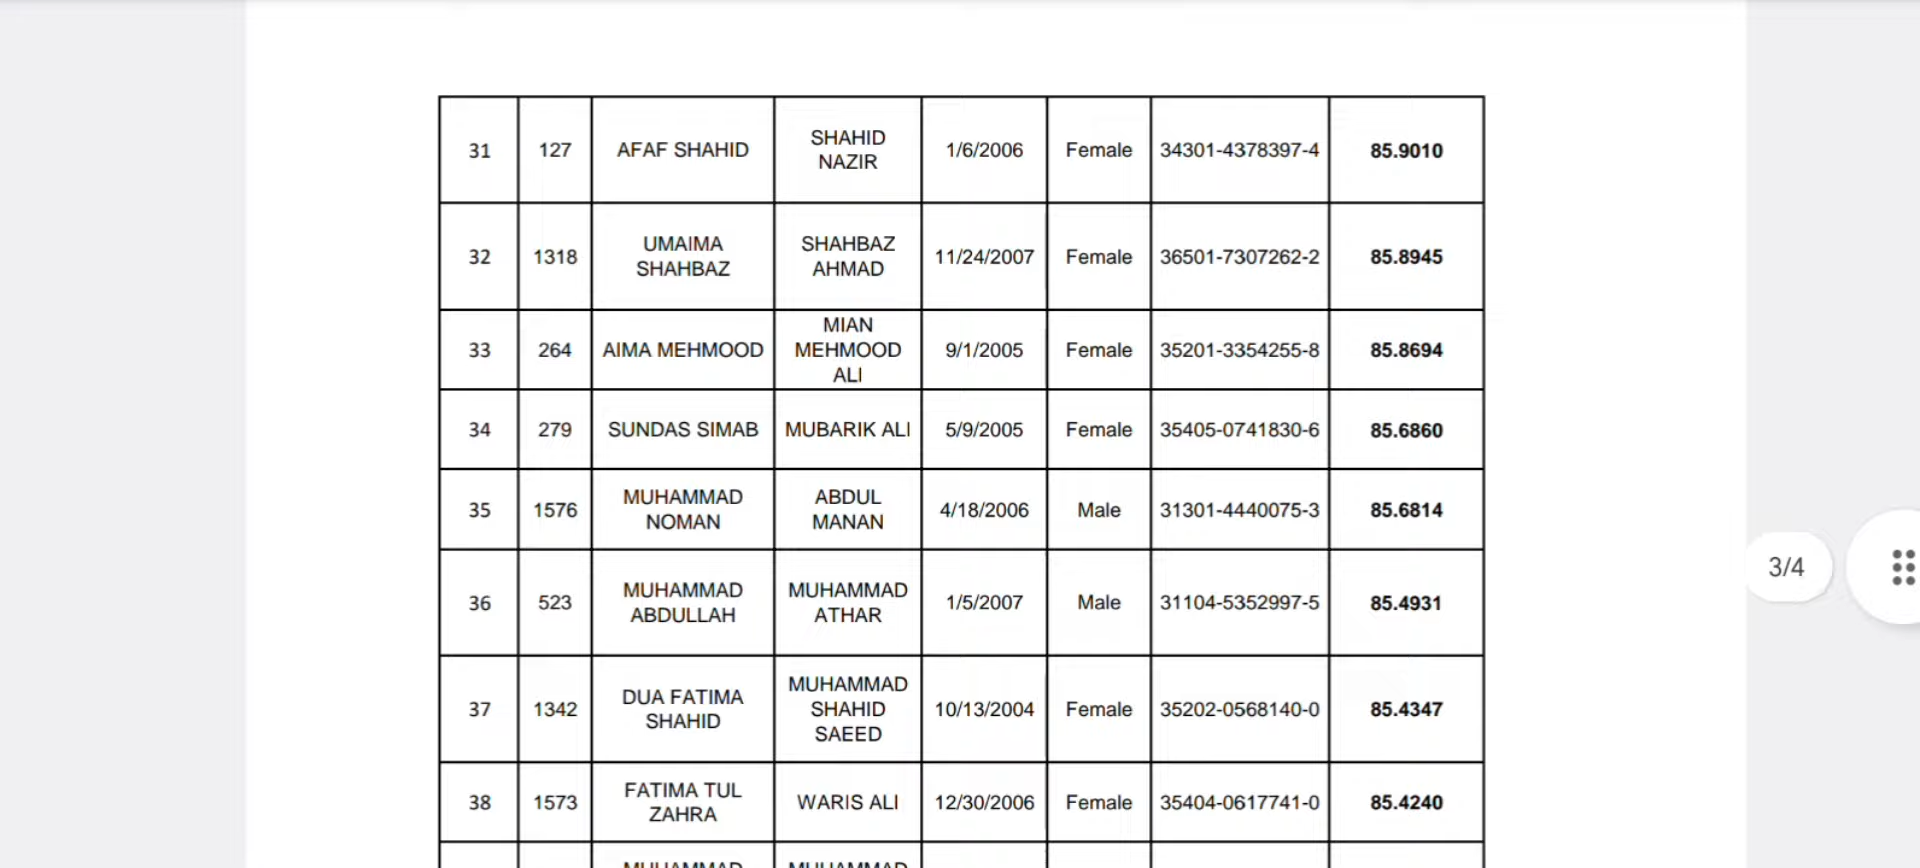 31 127 AFAF SHAHID SHAHID NAZIR 1/6/2006 Female 34301-4378397-4 85.9010
32 1318 UMAIMA SHAHBAZ SHAHBAZ AHMAD 11/24/2007 Female 36501-7307262-2 85.8945
33 264 AIMA MEHMOOD MIAN MEHMOOD ALI 9/1/2005 Female 35201-3354255-8 85.8694
34 279 SUNDAS SIMAB MUBARIK ALI 5/9/2005 Female 35405-0741830-6 85.6860
35 1576 MUHAMMAD NOMAN ABDUL MANAN 4/18/2006 Male 31301-4440075-3 85.6814
36 523 MUHAMMAD ABDULLAH MUHAMMAD ATHAR 1/5/2007 Male 31104-5352997-5 85.4931
37 1342 DUA FATIMA SHAHID MUHAMMAD SHAHID SAEED 10/13/2004 Female 35202-0568140-0 85.4347
38 1573 FATIMA TUL ZAHRA WARIS ALI 12/30/2006 Female 35404-0617741-0 85.4240
MUHAMMAD MUHAMMAD
3/4